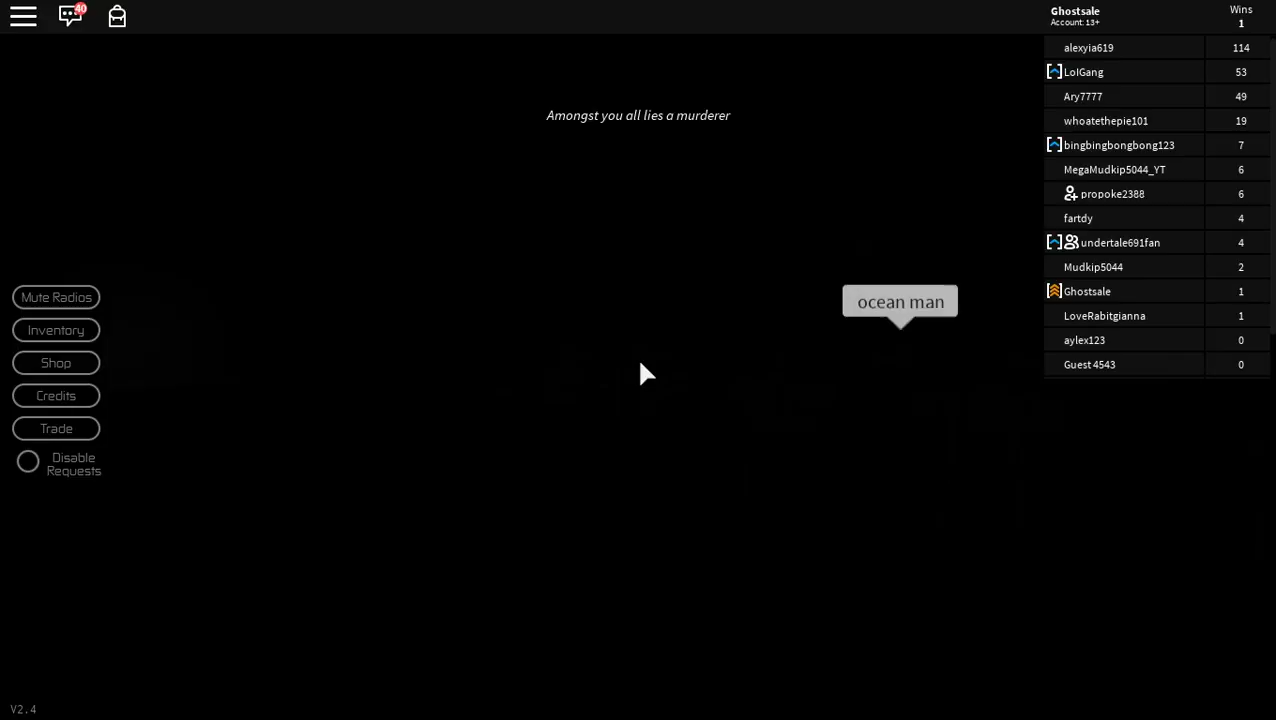 40
Ghostsale
Account: 13+
Wins
1
alexyia619 114
LolGang 53
Ary7777 49
whoatethepie101 19
bingbingbongbong123 7
MegaMudkip5044_YT 6
propoke2388 6
fartdy 4
undertale691fan 4
Mudkip5044 2
Ghostsale 1
LoveRabitgianna 1
aylex123 0
Guest 4543 0
Amongst you all lies a murderer
ocean man
Mute Radios
Inventory
Shop
Credits
Trade
Disable
Requests
V2.4